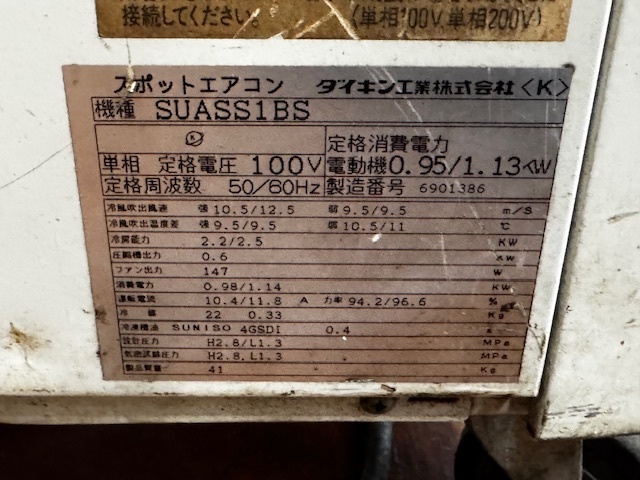 接続してください。
(単相100V,単相200V)
スポットエアコン ダイキン工業株式会社〈K〉
機種 SUASS1BS
定格消費電力
単相 定格電圧 100V 電動機0.95/1.13KW
定格周波数 50/60Hz 製造番号 6901386
冷風吹出風速 強 10.5/12.5 弱 9.5/9.5 m/S
冷風吹出温度差 強 9.5/9.5 弱 10.5/11 ℃
冷房能力 2.2/2.5 KW
圧縮機出力 0.6 KW
ファン出力 147 W
消費電力 0.98/1.14 KW
運転電流 10.4/11.8 A 力率 94.2/96.6 %
冷媒 22 0.33 Kg
冷凍機油 SUNISO 4GSDI 0.4
設計圧力 H2.8/L1.3 MPa
気密試験圧力 H2.8/L1.3 MPa
製品質量 41 Kg